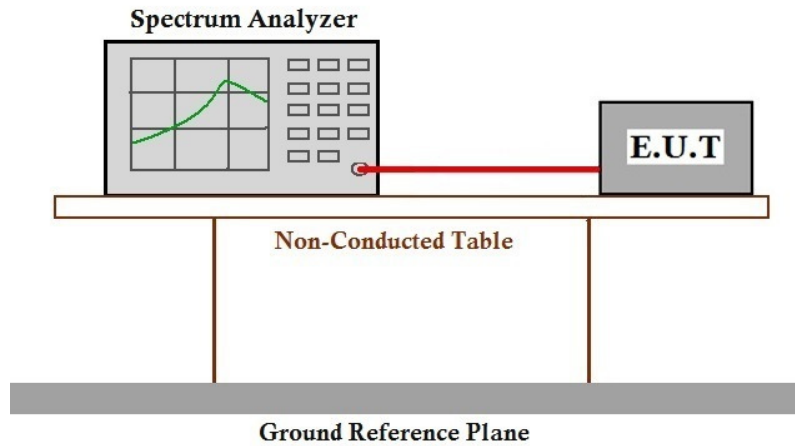 Spectrum Analyzer
E.U.T
Non-Conducted Table
Ground Reference Plane